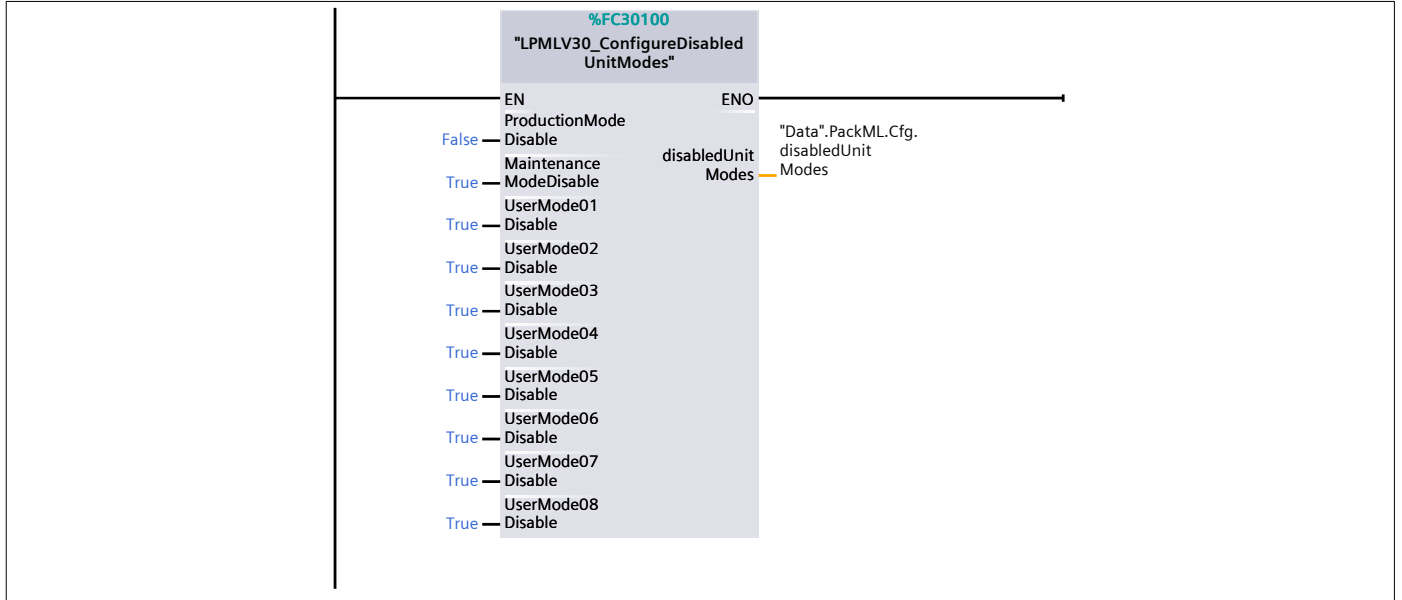 %FC30100
"LPMLV30_ConfigureDisabled
UnitModes"
EN
ENO
ProductionMode
False
Disable
"Data".PackML.Cfg.
disabledUnit
Modes
disabledUnit
Modes
Maintenance
True
ModeDisable
UserMode01
True
Disable
UserMode02
True
Disable
UserMode03
True
Disable
UserMode04
True
Disable
UserMode05
True
Disable
UserMode06
True
Disable
UserMode07
True
Disable
UserMode08
True
Disable